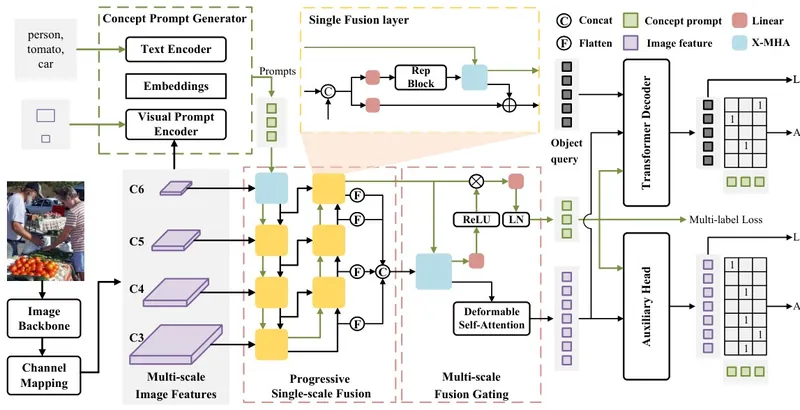 Concept Prompt Generator
person,
tomato,
car
Text Encoder
Embeddings
Visual Prompt
Encoder
Prompts
Single Fusion layer
C
Rep
Block
C Concat
F Flatten
Concept prompt
Image feature
Linear
X-MHA
Object
query
Transformer Decoder
L
1
1
1
A
C6
C5
C4
C3
Image
Backbone
Channel
Mapping
Multi-scale
Image Features
F
F
F
F
C
Progressive
Single-scale Fusion
ReLU
LN
Deformable
Self-Attention
Multi-scale
Fusion Gating
Multi-label Loss
Auxiliary Head
L
1
1
1
1
A